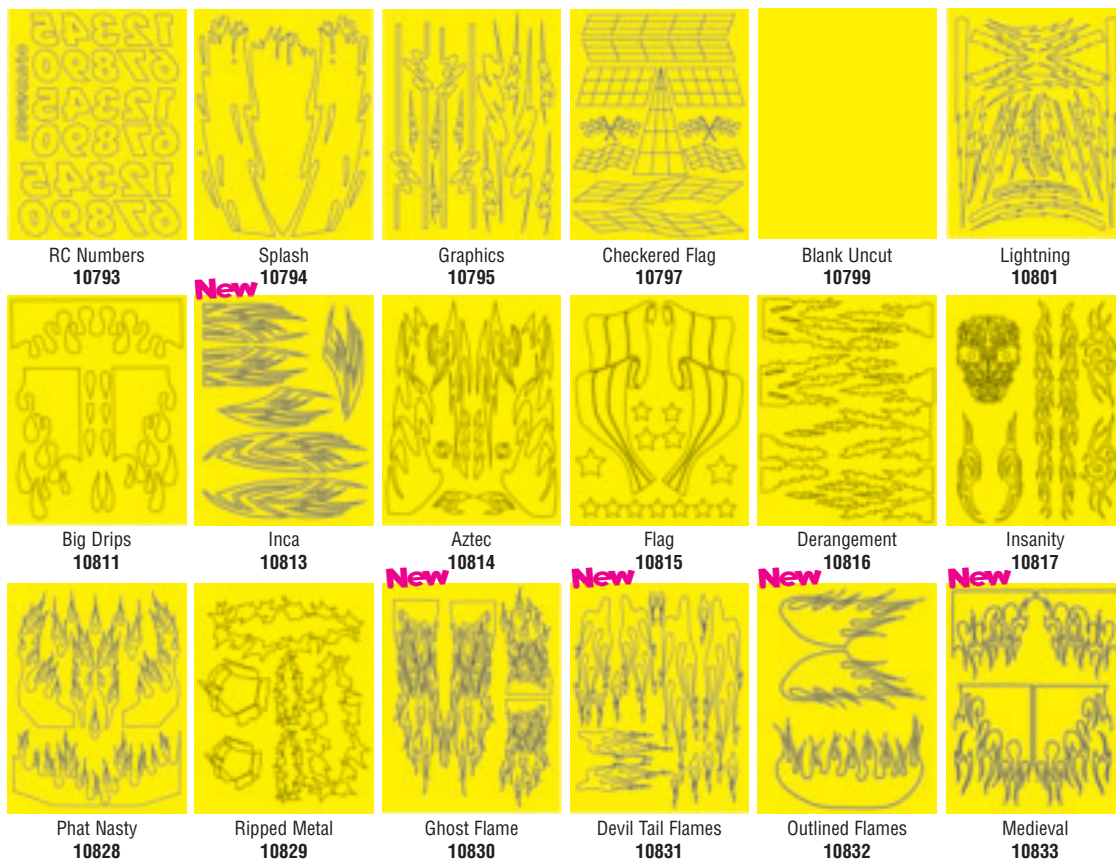 12345
67890
12345
67890
12345
67890
RC Numbers
10793
Splash
10794
Graphics
10795
Checkered Flag
10797
Blank Uncut
10799
Lightning
10801
Big Drips
10811
New
Inca
10813
Aztec
10814
Flag
10815
Derangement
10816
Insanity
10817
Phat Nasty
10828
Ripped Metal
10829
New
Ghost Flame
10830
New
Devil Tail Flames
10831
New
Outlined Flames
10832
New
Medieval
10833